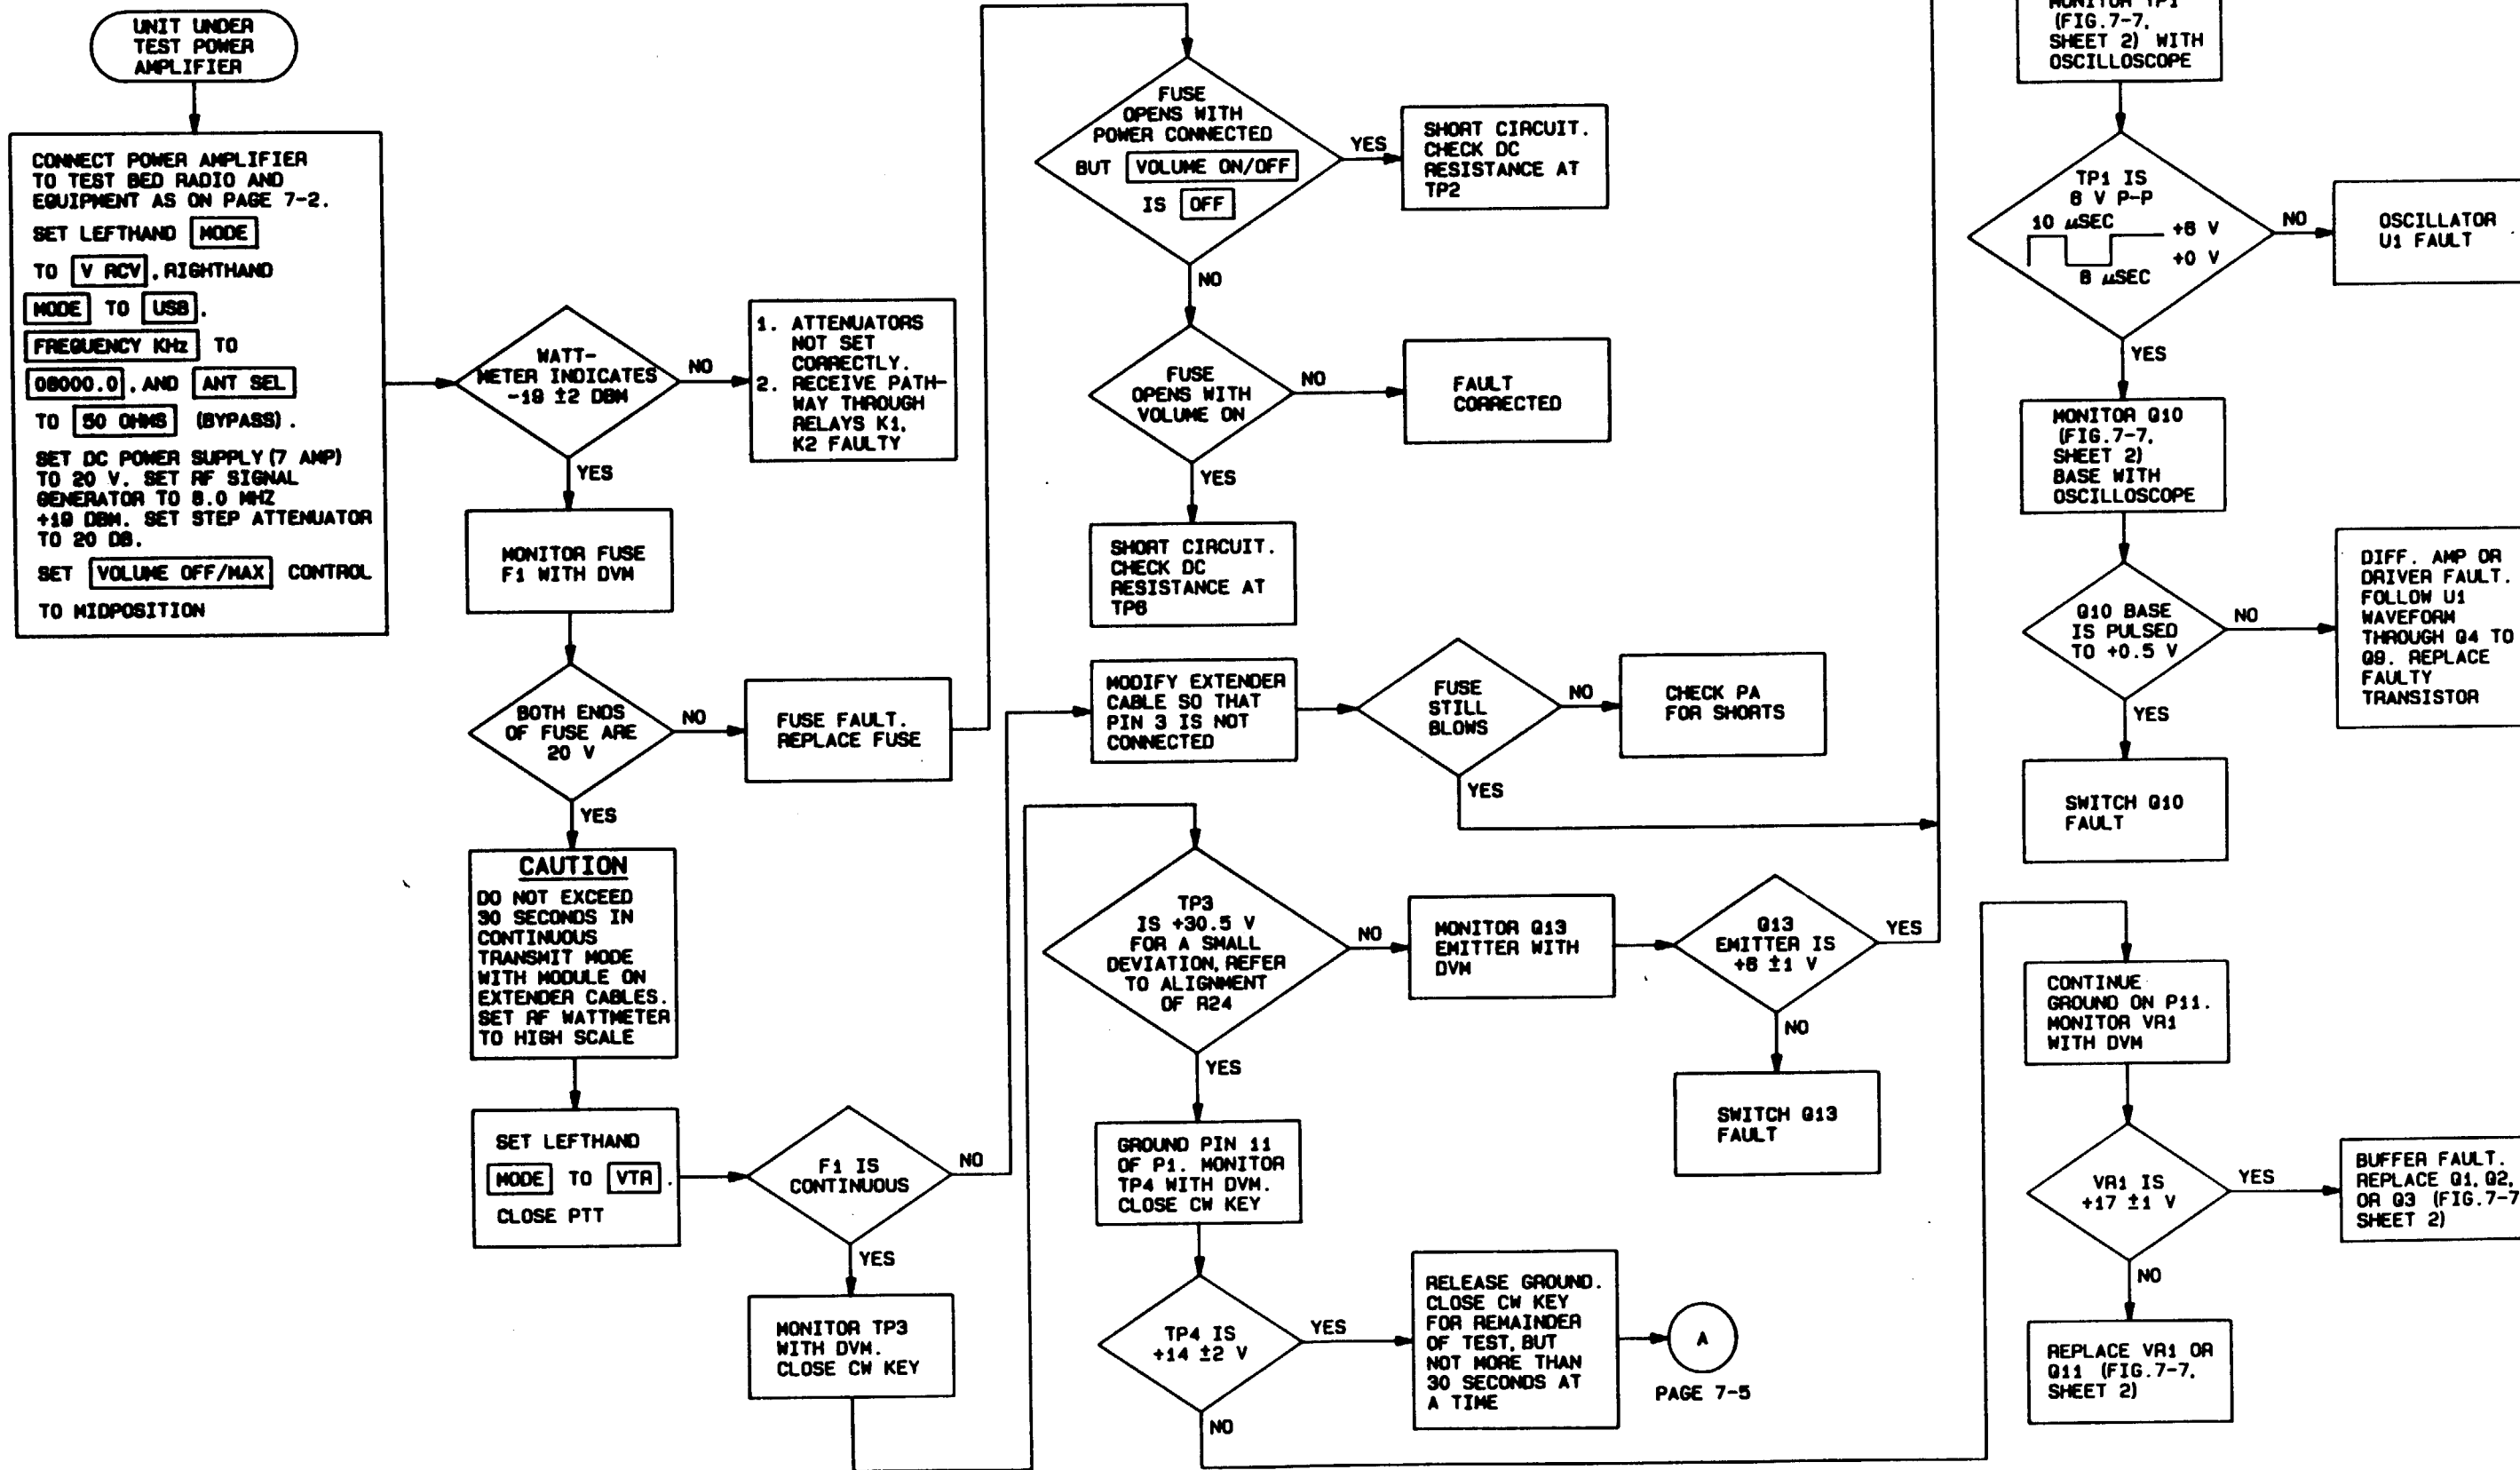 UNIT UNDER
TEST POWER
AMPLIFIER
CONNECT POWER AMPLIFIER
TO TEST BED RADIO AND
EQUIPMENT AS ON PAGE 7-2.
SET LEFTHAND MODE
TO V RCV, RIGHTHAND
MODE TO USB.
FREQUENCY KHz TO
08000.0, AND ANT SEL
TO 50 OHMS (BYPASS).
SET DC POWER SUPPLY (7 AMP)
TO 20 V. SET RF SIGNAL
GENERATOR TO 8.0 MHZ
DBM. SET STEP ATTENUATOR
TO 20 DB.
SET VOLUME OFF/MAX CONTROL
TO MIDPOSITION
WATT-
METER INDICATES
±2 DBM
NO
YES
1. ATTENUATORS
NOT SET
CORRECTLY.
2. RECEIVE PATH-
WAY THROUGH
RELAYS K1,
K2 FAULTY
MONITOR FUSE
F1 WITH DVM
BOTH ENDS
OF FUSE ARE
20 V
NO
YES
FUSE FAULT.
REPLACE FUSE
CAUTION
DO NOT EXCEED
30 SECONDS IN
CONTINUOUS
TRANSMIT MODE
WITH MODULE ON
EXTENDER CABLES.
SET RF WATTMETER
TO HIGH SCALE
SET LEFTHAND
MODE TO VTR.
CLOSE PTT
F1 IS
CONTINUOUS
NO
YES
MONITOR TP3
WITH DVM.
CLOSE CW KEY
FUSE
OPENS WITH
POWER CONNECTED
BUT VOLUME ON/OFF
IS OFF
YES
NO
SHORT CIRCUIT.
CHECK DC
RESISTANCE AT
TP2
FUSE
OPENS WITH
VOLUME ON
NO
YES
FAULT
CORRECTED
SHORT CIRCUIT.
CHECK DC
RESISTANCE AT
TP6
MODIFY EXTENDER
CABLE SO THAT
PIN 3 IS NOT
CONNECTED
FUSE
STILL
BLOWS
NO
YES
CHECK PA
FOR SHORTS
TP3
IS +30.5 V
FOR A SMALL
DEVIATION, REFER
TO ALIGNMENT
OF R24
NO
YES
MONITOR Q13
EMITTER WITH
DVM
Q13
EMITTER IS
+6 ±1 V
YES
NO
SWITCH Q13
FAULT
GROUND PIN 11
OF P1. MONITOR
TP4 WITH DVM.
CLOSE CW KEY
TP4 IS
+14 ±2 V
YES
NO
RELEASE GROUND.
CLOSE CW KEY
FOR REMAINDER
OF TEST, BUT
NOT MORE THAN
30 SECONDS AT
A TIME
A
PAGE 7-5
MONITOR TP1
(FIG.7-7,
SHEET 2) WITH
OSCILLOSCOPE
TP1 IS
6 V P-P
10 µSEC
+6 V
+0 V
µSEC
NO
YES
OSCILLATOR
U1 FAULT
MONITOR Q10
(FIG.7-7,
SHEET 2)
BASE WITH
OSCILLOSCOPE
Q10 BASE
IS PULSED
TO +0.5 V
NO
YES
DIFF. AMP OR
DRIVER FAULT.
FOLLOW U1
WAVEFORM
THROUGH Q4 TO
Q9. REPLACE
FAULTY
TRANSISTOR
SWITCH Q10
FAULT
CONTINUE
GROUND ON P11.
MONITOR VR1
WITH DVM
VR1 IS
+17 ±1 V
YES
NO
BUFFER FAULT.
REPLACE Q1, Q2,
OR Q3 (FIG.7-7
SHEET 2)
REPLACE VR1 OR
Q11 (FIG.7-7,
SHEET 2)